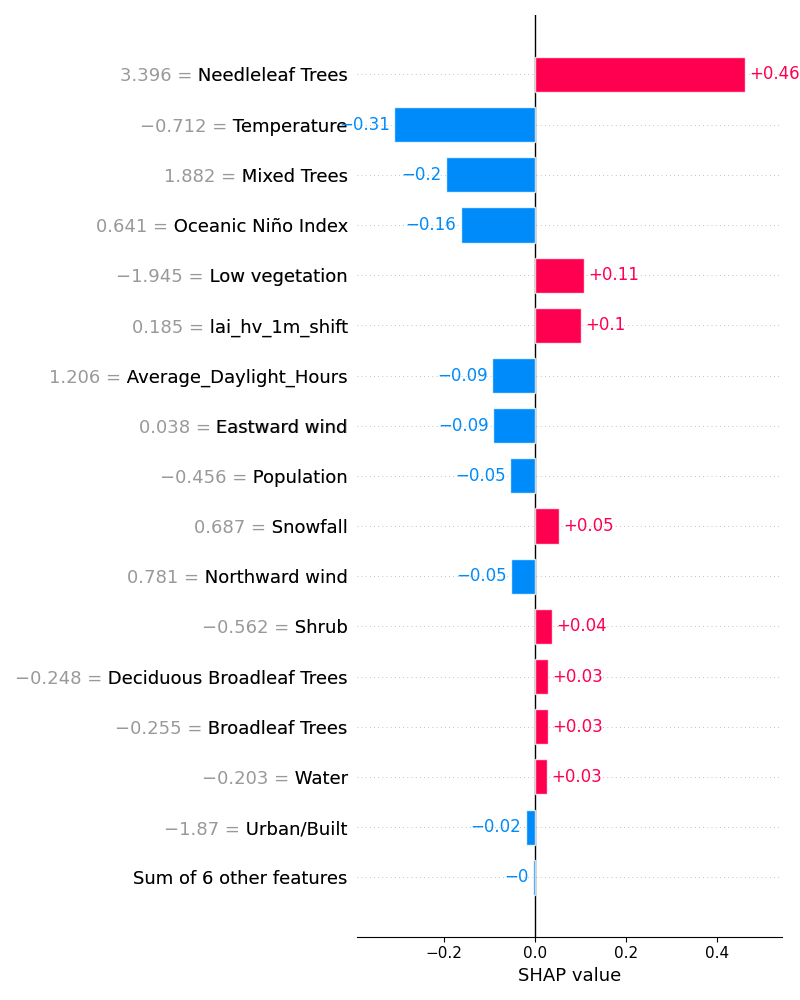 3.396 = Needleleaf Trees +0.46
−0.712 = Temperature −0.31
1.882 = Mixed Trees −0.2
0.641 = Oceanic Niño Index −0.16
−1.945 = Low vegetation +0.11
0.185 = lai_hv_1m_shift +0.1
1.206 = Average_Daylight_Hours −0.09
0.038 = Eastward wind −0.09
−0.456 = Population −0.05
0.687 = Snowfall +0.05
0.781 = Northward wind −0.05
−0.562 = Shrub +0.04
−0.248 = Deciduous Broadleaf Trees +0.03
−0.255 = Broadleaf Trees +0.03
−0.203 = Water +0.03
−1.87 = Urban/Built −0.02
Sum of 6 other features −0
−0.2 0.0 0.2 0.4
SHAP value